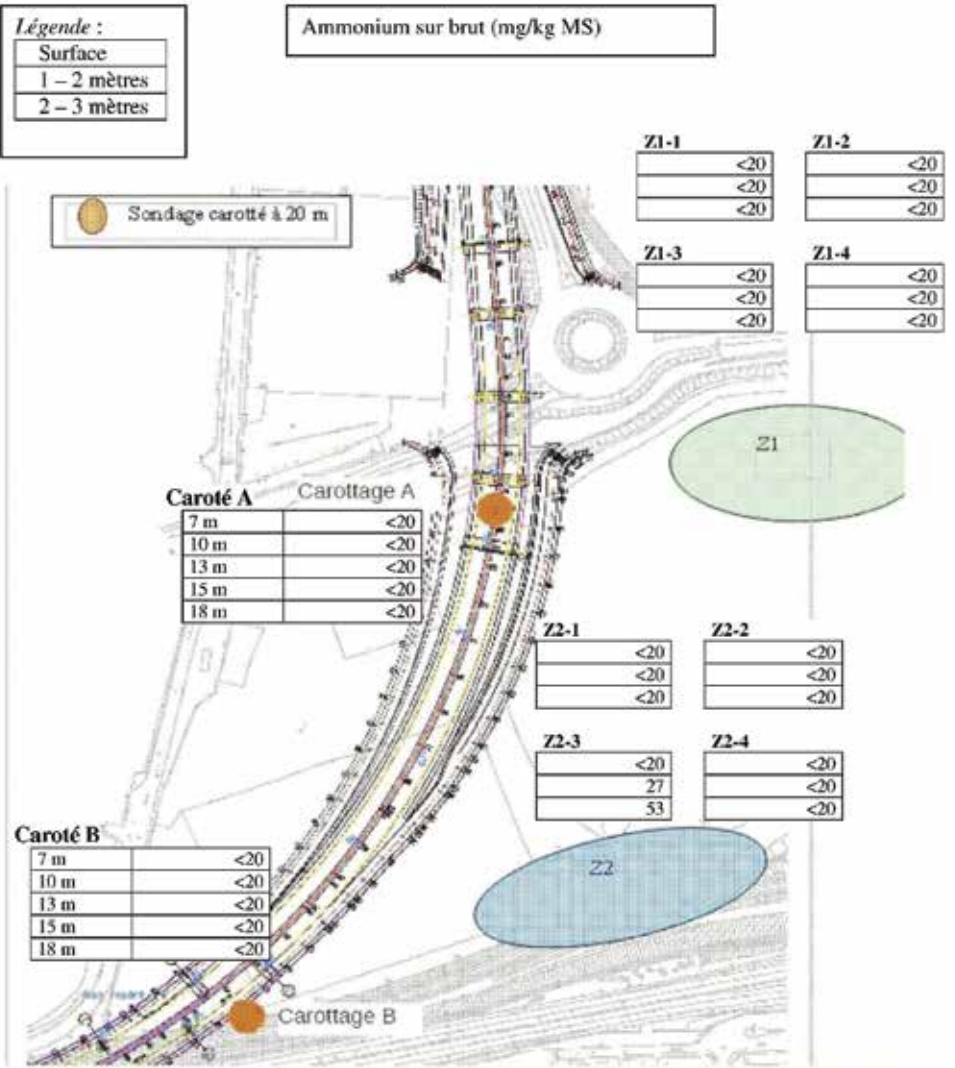 Légende :
Surface
1 – 2 mètres
2 – 3 mètres
Ammonium sur brut (mg/kg MS)
Sondage carotté à 20 m
Z1-1
<20
<20
<20
Z1-2
<20
<20
<20
Z1-3
<20
<20
<20
Z1-4
<20
<20
<20
Z1
Carottage A
Caroté A
7 m <20
10 m <20
13 m <20
15 m <20
18 m <20
Z2-1
<20
<20
<20
Z2-2
<20
<20
<20
Z2-3
<20
27
53
Z2-4
<20
<20
<20
Z2
Caroté B
7 m <20
10 m <20
13 m <20
15 m <20
18 m <20
Carottage B